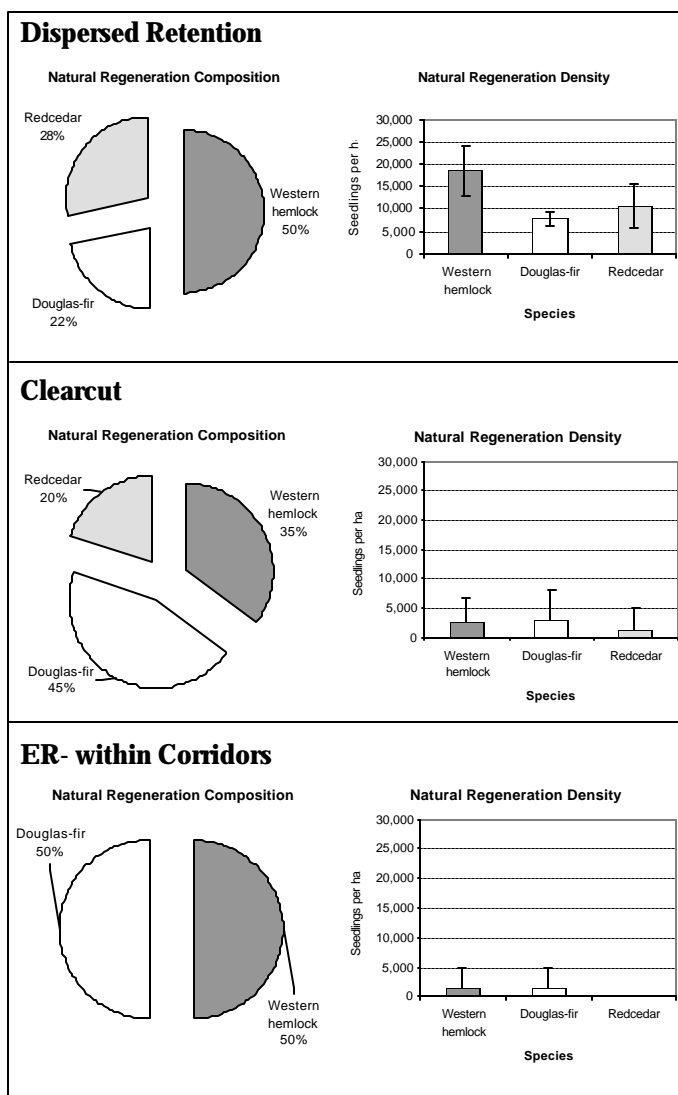 Dispersed Retention
Natural Regeneration Composition
Redcedar
28%
Western
hemlock
50%
Douglas-fir
22%
Natural Regeneration Density
Seedlings per h
30,000
25,000
20,000
15,000
10,000
5,000
0
Western
hemlock
Douglas-fir
Redcedar
Species
Clearcut
Natural Regeneration Composition
Redcedar
20%
Western
hemlock
35%
Douglas-fir
45%
Natural Regeneration Density
Seedlings per ha
30,000
25,000
20,000
15,000
10,000
5,000
0
Western
hemlock
Douglas-fir
Redcedar
Species
ER- within Corridors
Natural Regeneration Composition
Douglas-fir
50%
Western
hemlock
50%
Natural Regeneration Density
Seedlings per ha
30,000
25,000
20,000
15,000
10,000
5,000
0
Western
hemlock
Douglas-fir
Redcedar
Species